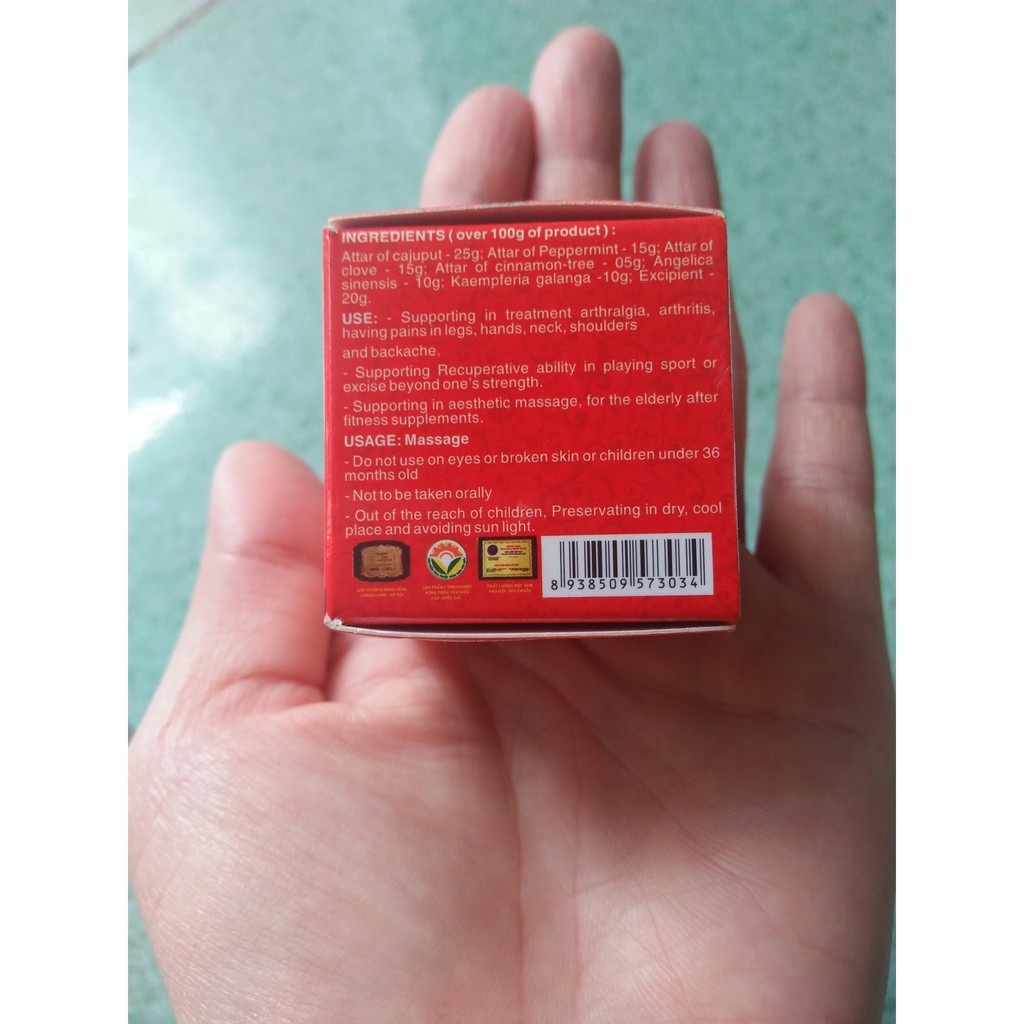 INGREDIENTS ( over 100g of product ) :
Attar of cajuput - 25g; Attar of Peppermint - 15g; Attar of
clove - 15g; Attar of cinnamon-tree - 05g; Angelica
sinensis - 10g; Kaempferia galanga -10g; Excipient -
20g.
USE: - Supporting in treatment arthralgia, arthritis,
having pains in legs, hands, neck, shoulders
and backache.
- Supporting Recuperative ability in playing sport or
excise beyond one's strength.
- Supporting in aesthetic massage, for the elderly after
fitness supplements.
USAGE: Massage
- Do not use on eyes or broken skin or children under 36
months old
- Not to be taken orally
- Out of the reach of children, Preserving in dry, cool
place and avoiding sun light.
8 938509 573034